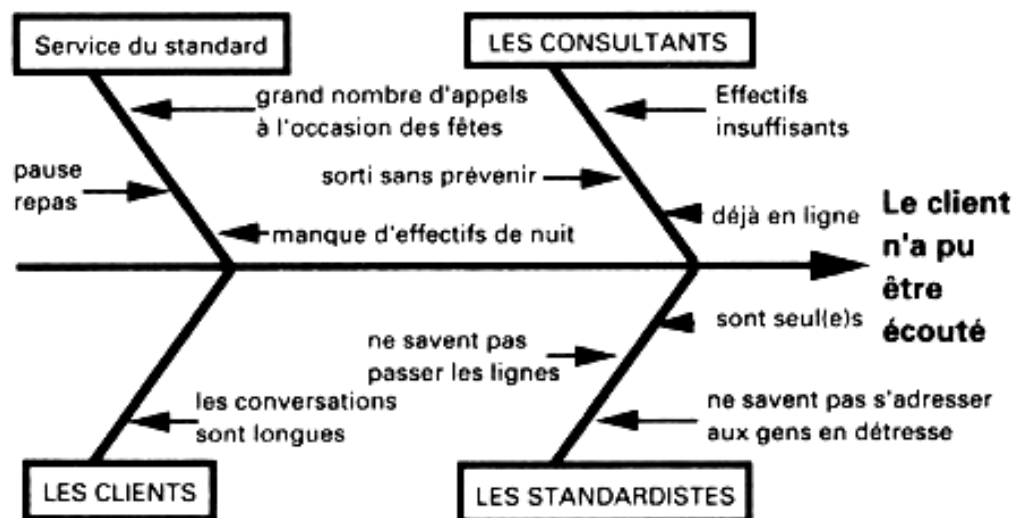 Service du standard
LES CONSULTANTS
grand nombre d'appels
à l'occasion des fêtes
Effectifs
insuffisants
pause
repas
sorti sans prévenir
déjà en ligne
manque d'effectifs de nuit
Le client
n'a pu
être
écouté
sont seul(e)s
ne savent pas
passer les lignes
les conversations
sont longues
ne savent pas s'adresser
aux gens en détresse
LES CLIENTS
LES STANDARDISTES